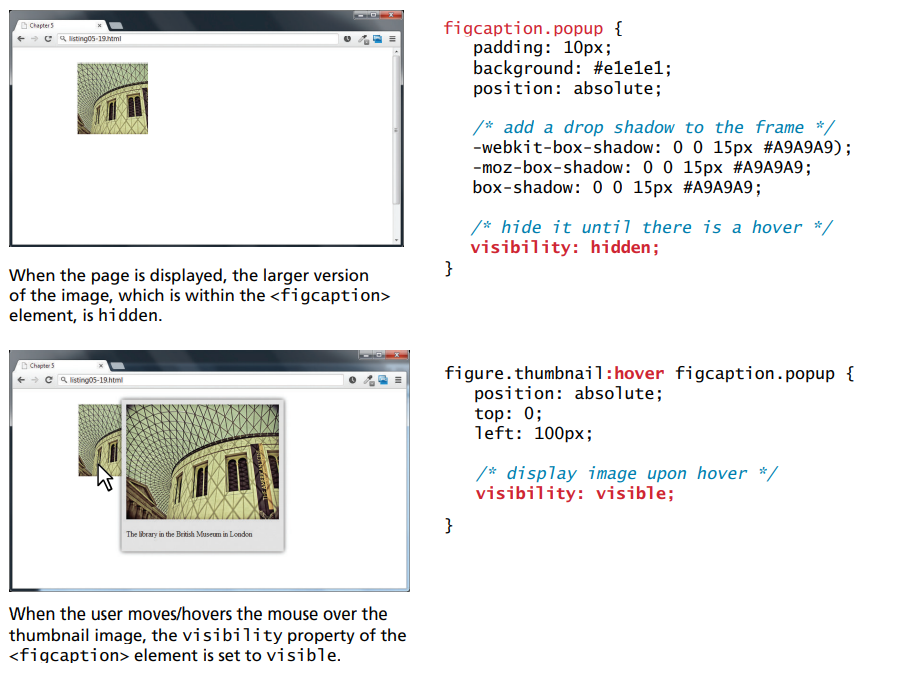 Chapter 5
listing05-19.html
When the page is displayed, the larger version
of the image, which is within the <figcaption>
element, is hidden.
figcaption.popup {
padding: 10px;
background: #e1e1e1;
position: absolute;
/* add a drop shadow to the frame */
-webkit-box-shadow: 0 0 15px #A9A9A9);
-moz-box-shadow: 0 0 15px #A9A9A9;
box-shadow: 0 0 15px #A9A9A9;
/* hide it until there is a hover */
visibility: hidden;
}
Chapter 5
listing05-19.html
The library in the British Museum in London
When the user moves/hovers the mouse over the
thumbnail image, the visibility property of the
<figcaption> element is set to visible.
figure.thumbnail:hover figcaption.popup {
position: absolute;
top: 0;
left: 100px;
/* display image upon hover */
visibility: visible;
}